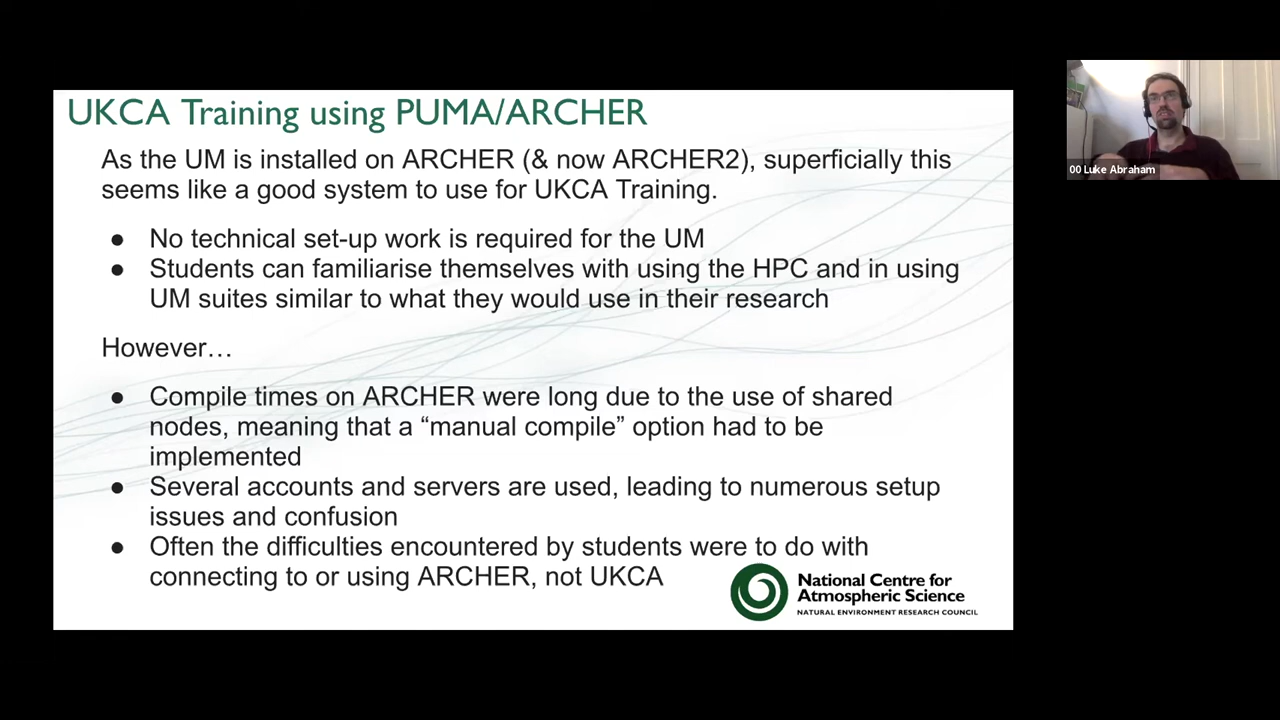 UKCA Training using PUMA/ARCHER
As the UM is installed on ARCHER (& now ARCHER2), superficially this
seems like a good system to use for UKCA Training.
● No technical set-up work is required for the UM
● Students can familiarise themselves with using the HPC and in using
UM suites similar to what they would use in their research
However…
● Compile times on ARCHER were long due to the use of shared
nodes, meaning that a “manual compile” option had to be
implemented
● Several accounts and servers are used, leading to numerous setup
issues and confusion
● Often the difficulties encountered by students were to do with
connecting to or using ARCHER, not UKCA
National Centre for
Atmospheric Science
NATURAL ENVIRONMENT RESEARCH COUNCIL
00 Luke Abraham